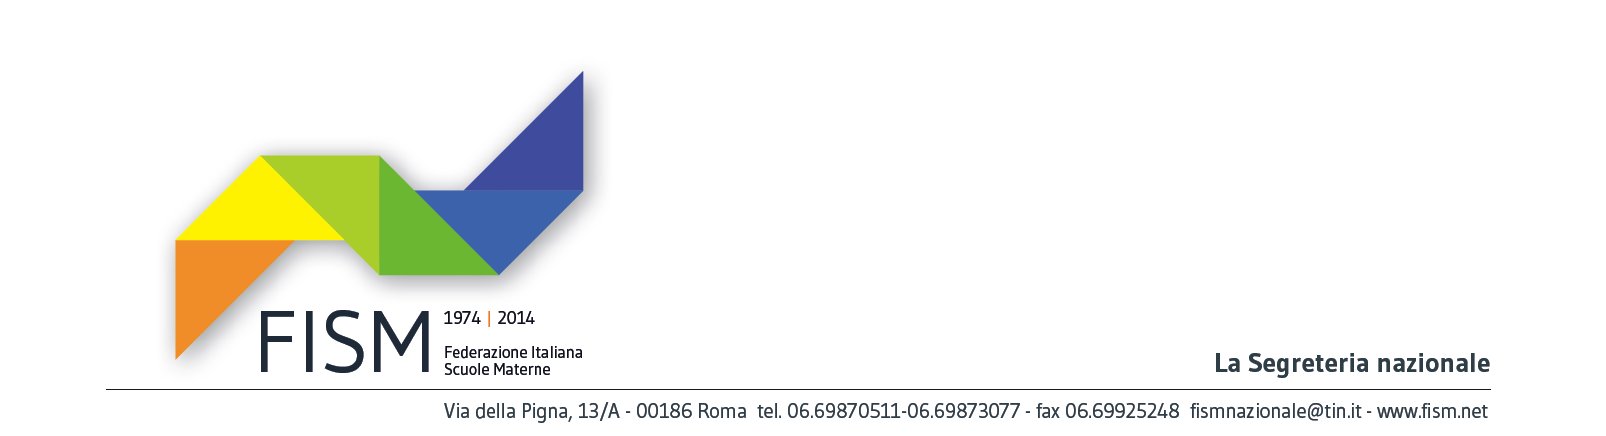 FISM
1974 | 2014
Federazione Italiana
Scuole Materne
La Segreteria nazionale
Via della Pigna, 13/A - 00186 Roma  tel. 06.69870511-06.69873077 - fax 06.69925248  fismnazionale@tin.it - www.fism.net